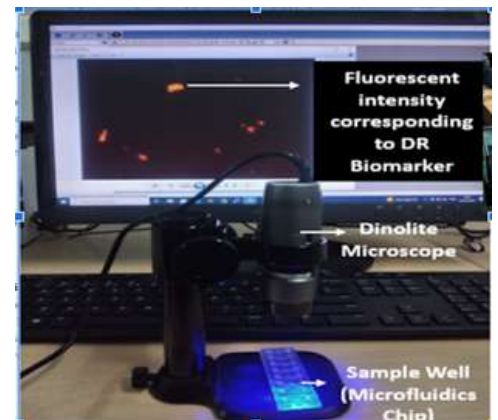 Fluorescent
intensity
corresponding
to DR
Biomarker
Dinolite
Microscope
Sample Well
(Microfluidics
Chip)